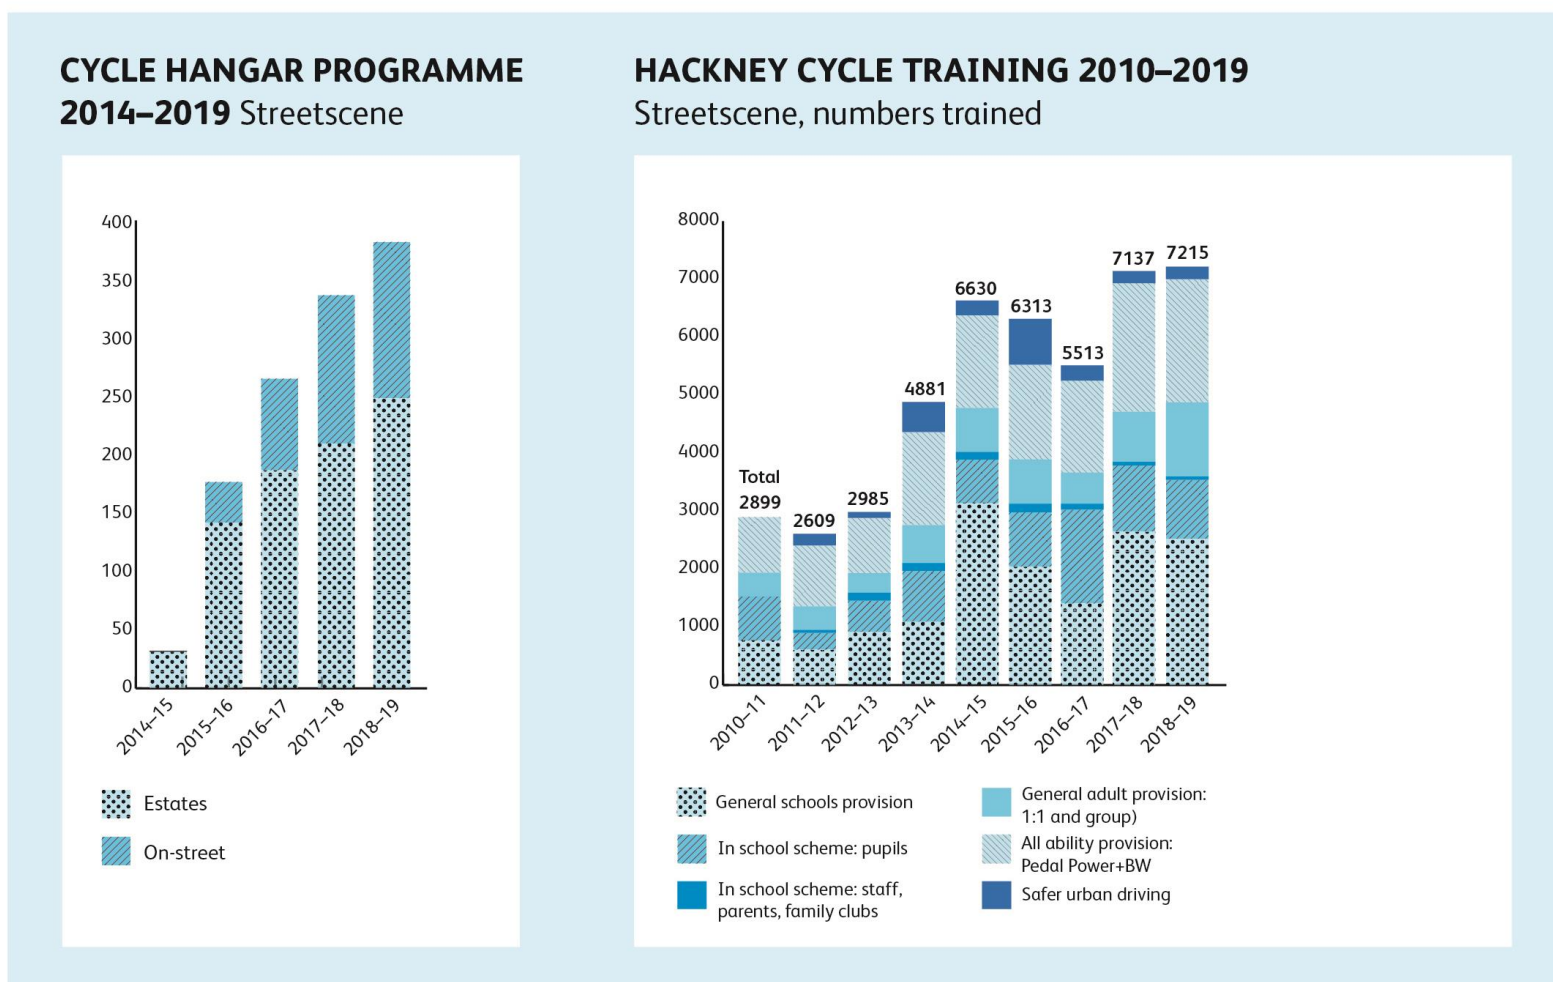 CYCLE HANGAR PROGRAMME
2014–2019 Streetscene
400
350
300
250
200
150
100
50
0
2014–15
2015–16
2016–17
2017–18
2018–19
Estates
On-street
HACKNEY CYCLE TRAINING 2010–2019
Streetscene, numbers trained
8000
7000
6000
5000
4000
3000
2000
1000
0
Total
2899
2609
2985
4881
6630
6313
5513
7137
7215
2010–11
2011–12
2012–13
2013–14
2014–15
2015–16
2016–17
2017–18
2018–19
General schools provision
In school scheme: pupils
In school scheme: staff,
parents, family clubs
General adult provision:
1:1 and group)
All ability provision:
Pedal Power+BW
Safer urban driving